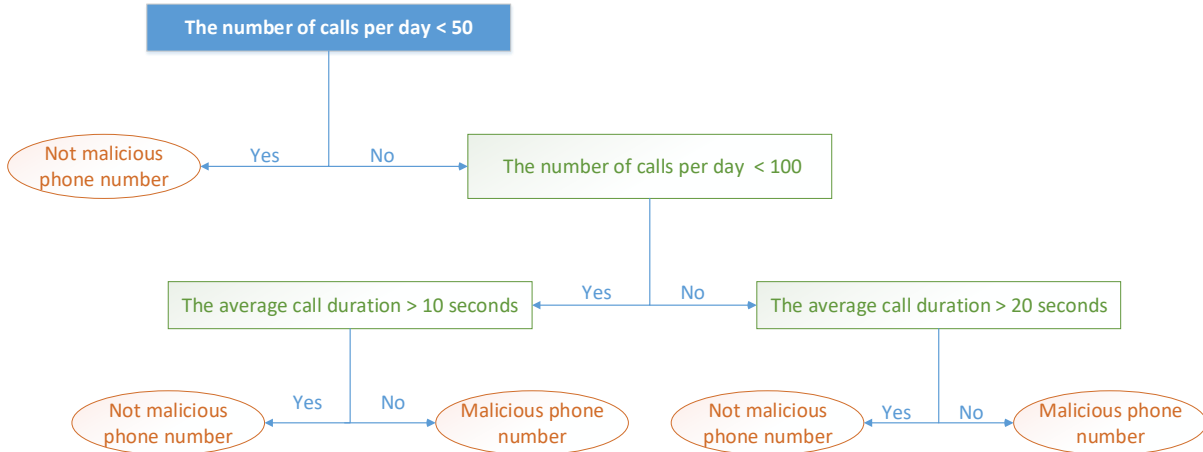 The number of calls per day < 50
Yes
No
Not malicious
phone number
The number of calls per day  < 100
Yes
No
The average call duration > 10 seconds
The average call duration > 20 seconds
Yes
No
Not malicious
phone number
Malicious phone
number
Yes
No
Not malicious
phone number
Malicious phone
number